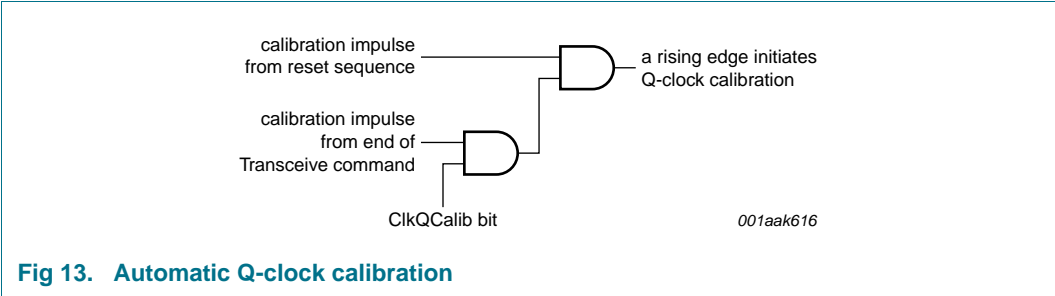 calibration impulse
from reset sequence
a rising edge initiates
Q-clock calibration
calibration impulse
from end of
Transceive command
ClkQCalib bit
001aak616
Fig 13. Automatic Q-clock calibration